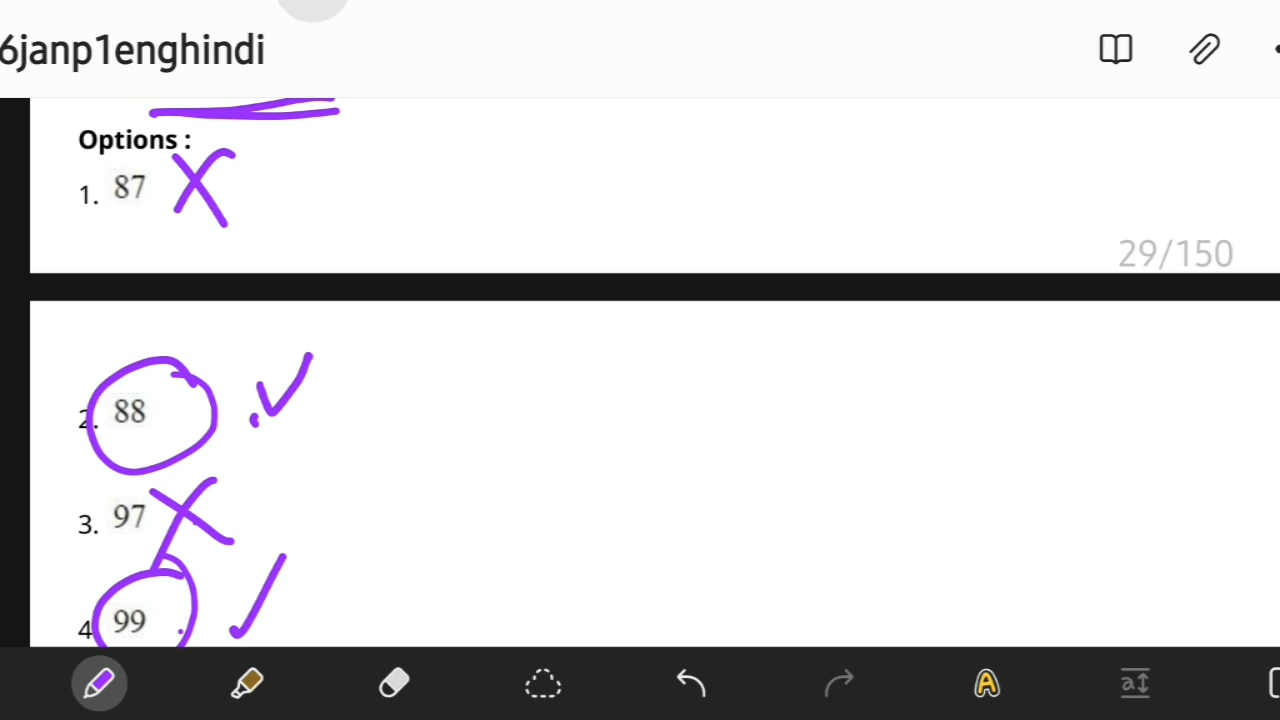 6janp1enghindi
Options :
1. 87
29/150
2. 88
3. 97
4 99